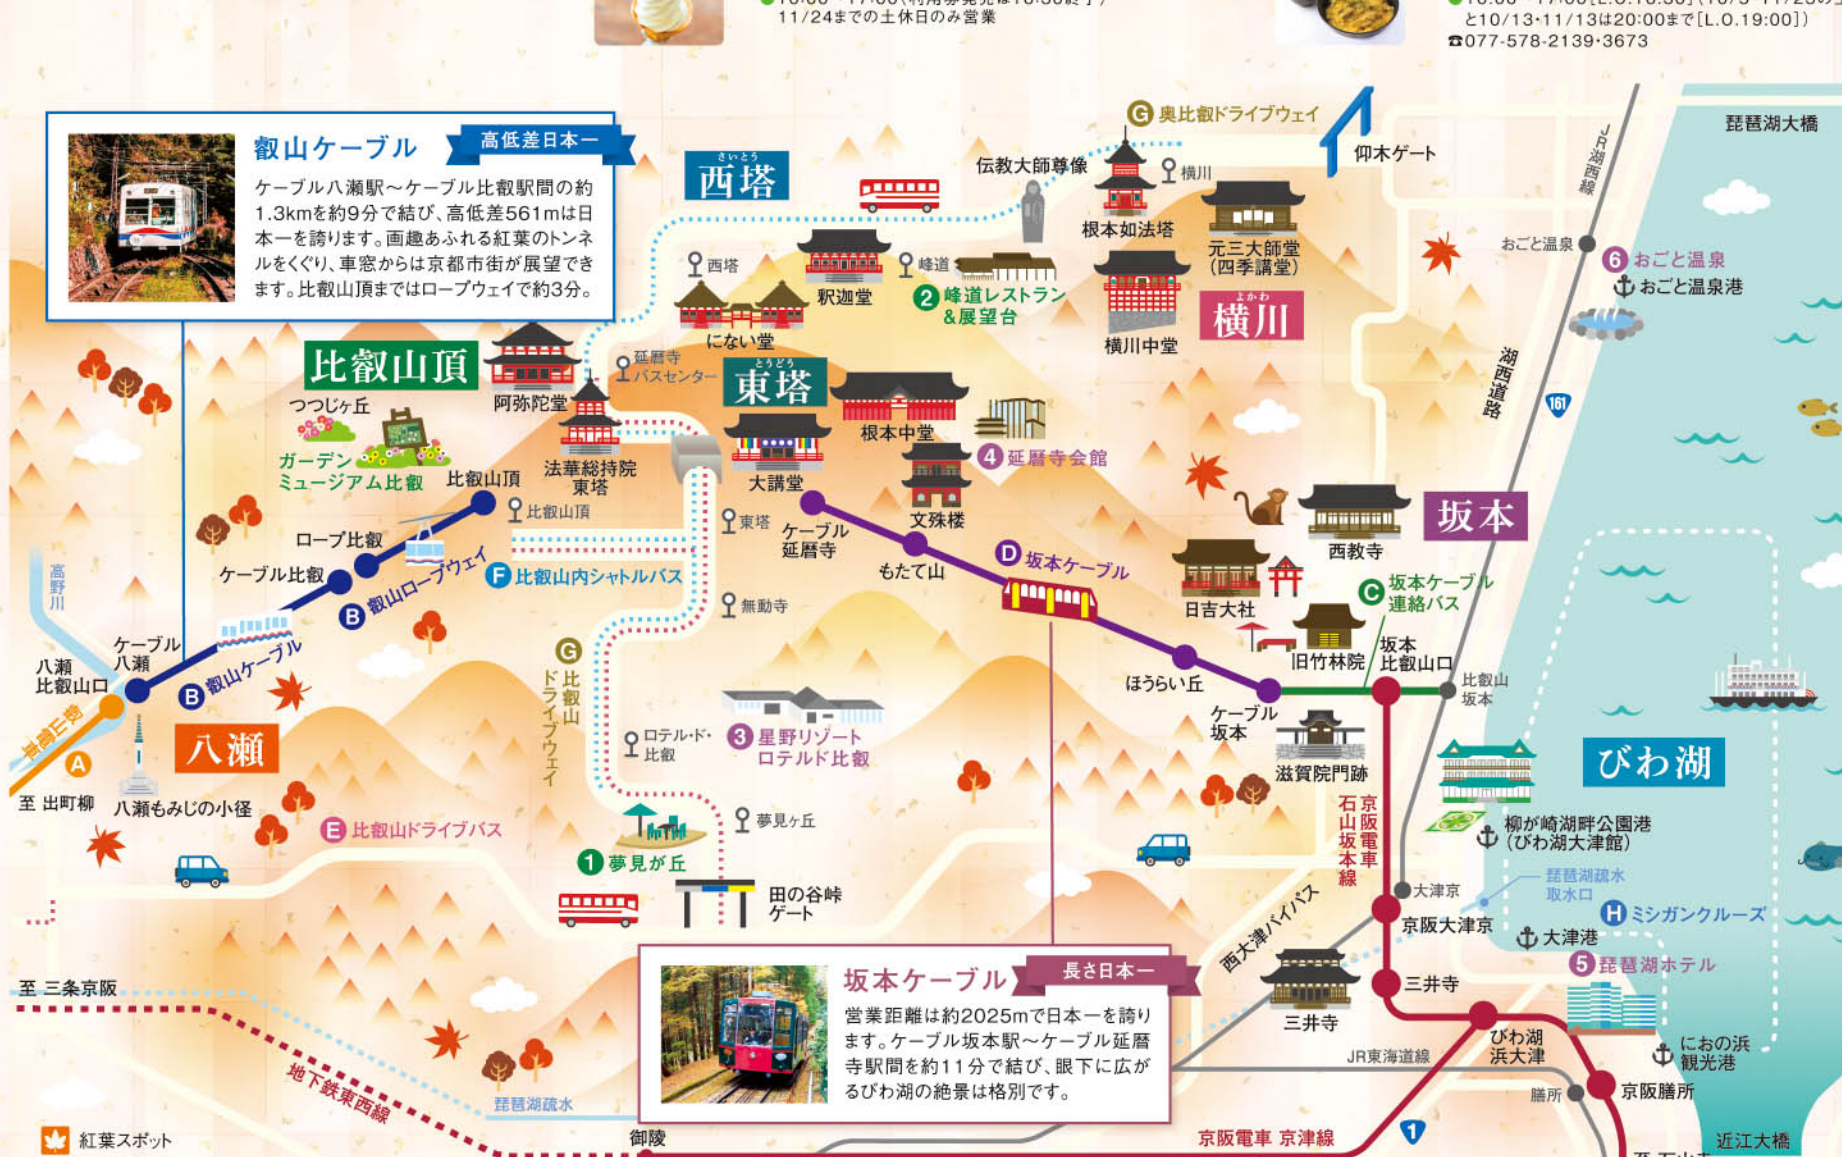 11/24までの土休日のみ営業
と10/13・11/13は20:00まで[L.O.19:00])
☎077-578-2139・3673
叡山ケーブル
高低差日本一
ケーブル八瀬駅〜ケーブル比叡駅間の約
1.3kmを約9分で結び、高低差561mは日
本一を誇ります。画趣あふれる紅葉のトンネ
ルをくぐり、車窓からは京都市街が展望でき
ます。比叡山頂まではロープウェイで約3分。
さいとう
西塔
G 奥比叡ドライブウェイ
仰木ゲート
琵琶湖大橋
JR湖西線
伝教大師尊像
横川
根本如法塔
元三大師堂
(四季講堂)
よかわ
横川
横川中堂
西塔
釈迦堂
峰道
2 峰道レストラン
&展望台
にない堂
おごと温泉
6 おごと温泉
おごと温泉港
湖西道路
161
比叡山頂
つつじヶ丘
ガーデン
ミュージアム比叡
阿弥陀堂
延暦寺
バスセンター
とうどう
東塔
根本中堂
4 延暦寺会館
法華総持院
東塔
大講堂
文殊楼
比叡山頂
比叡山頂
ロープ比叡
ケーブル比叡
B 叡山ロープウェイ
F 比叡山内シャトルバス
東塔
ケーブル
延暦寺
もたて山
D 坂本ケーブル
西教寺
坂本
日吉大社
C 坂本ケーブル
連絡バス
旧竹林院
坂本
比叡山口
比叡山
坂本
高野川
ケーブル
八瀬
八瀬
比叡山口
B 叡山ケーブル
叡山電車
A
至 出町柳
八瀬
八瀬もみじの小径
無動寺
G 比叡山
ドライブウェイ
ロテル・ド・
比叡
3 星野リゾート
ロテルド比叡
ほうらい丘
ケーブル
坂本
滋賀院門跡
びわ湖
E 比叡山ドライブバス
夢見ヶ丘
1 夢見が丘
田の谷峠
ゲート
京阪電車
石山坂本線
柳が崎湖畔公園港
(びわ湖大津館)
琵琶湖疏水
取水口
大津京
京阪大津京
H ミシガンクルーズ
大津港
5 琵琶湖ホテル
西大津バイパス
三井寺
三井寺
びわ湖
浜大津
におの浜
観光港
JR東海道線
膳所
京阪膳所
至 三条京阪
地下鉄東西線
琵琶湖疏水
坂本ケーブル
長さ日本一
営業距離は約2025mで日本一を誇り
ます。ケーブル坂本駅〜ケーブル延暦
寺駅間を約11分で結び、眼下に広が
るびわ湖の絶景は格別です。
紅葉スポット
御陵
京阪電車 京津線
1
近江大橋